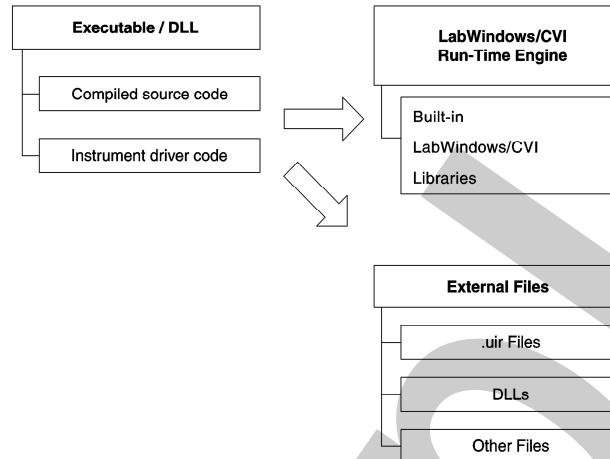 Executable / DLL
Compiled source code
Instrument driver code
LabWindows/CVI
Run-Time Engine
Built-in
LabWindows/CVI
Libraries
External Files
.uir Files
DLLs
Other Files